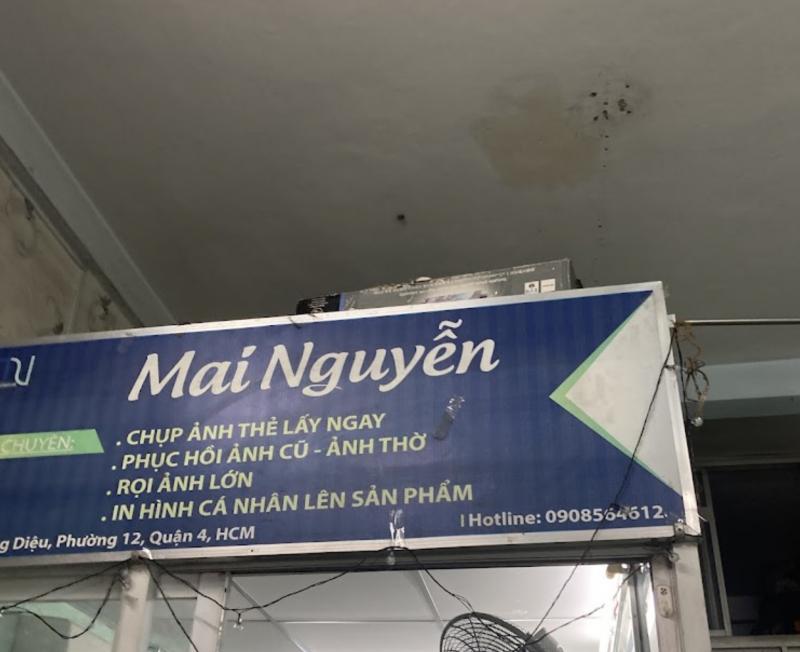 Mai Nguyễn
CHUYÊN:
. CHỤP ẢNH THẺ LẤY NGAY
. PHỤC HỒI ẢNH CŨ - ẢNH THỜ
. RỌI ẢNH LỚN
. IN HÌNH CÁ NHÂN LÊN SẢN PHẨM
g Diệu, Phường 12, Quận 4, HCM
Hotline: 0908564612